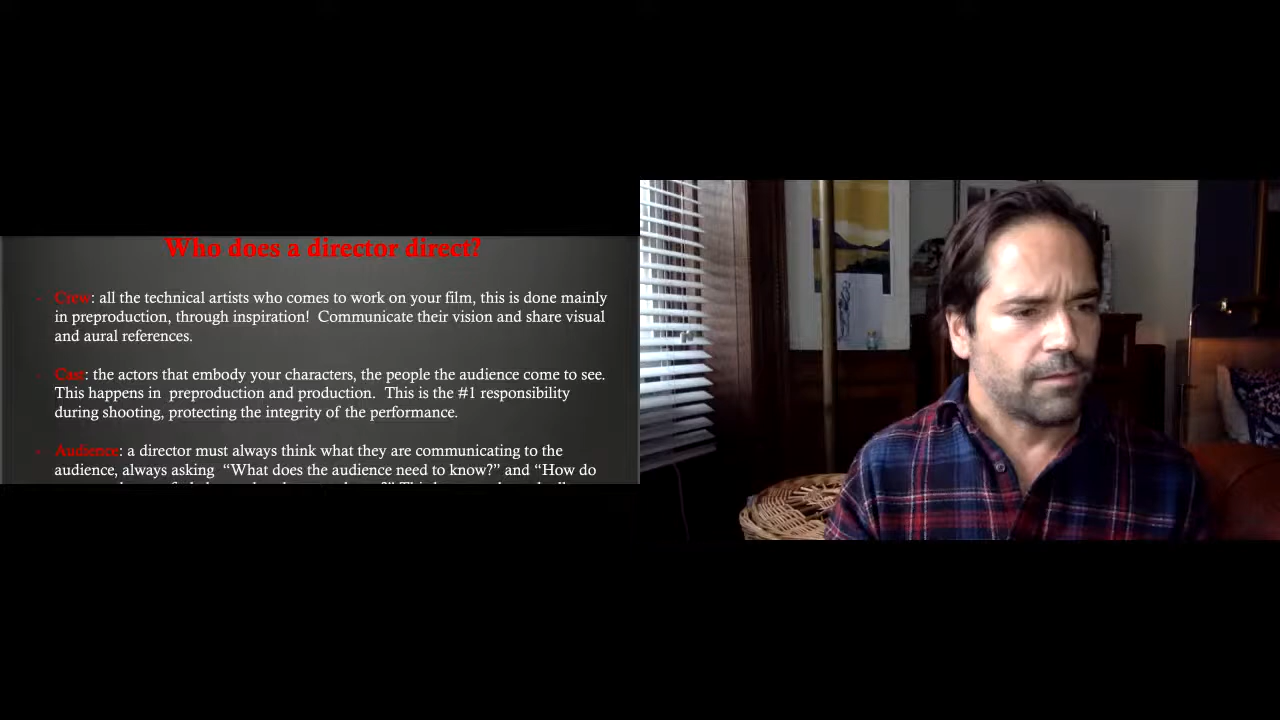 Who does a director direct?
Crew: all the technical artists who comes to work on your film, this is done mainly
in preproduction, through inspiration!  Communicate their vision and share visual
and aural references.
Cast: the actors that embody your characters, the people the audience come to see.
This happens in  preproduction and production.  This is the #1 responsibility
during shooting, protecting the integrity of the performance.
Audience: a director must always think what they are communicating to the
audience, always asking  “What does the audience need to know?” and “How do